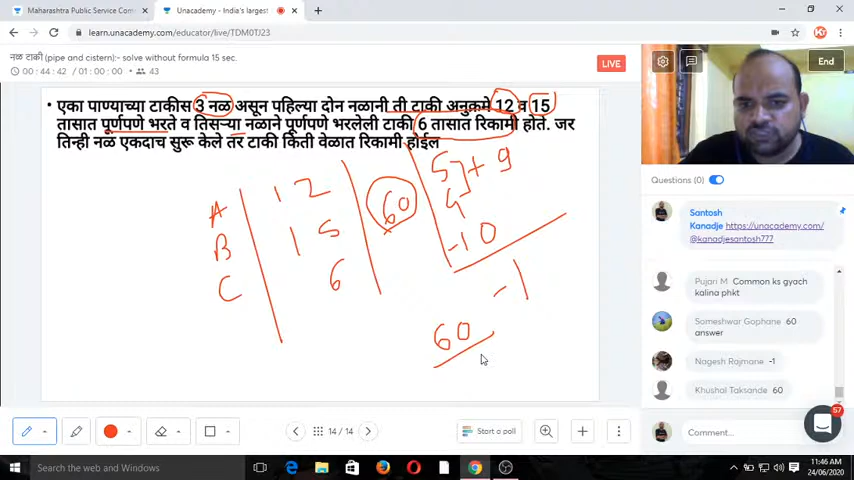 Maharashtra Public Service Com
Unacademy - India's largest
learn.unacademy.com/educator/live/TDM0TJ23
नळ टाकी (pipe and cistern):~ solve without formula 15 sec.
00 : 44 : 42 / 01 : 00 : 00 • 43
LIVE
End
• एका पाण्याच्या टाकीस 3 नळ असून पहिल्या दोन नळानी ती टाकी अनुक्रमे 12 व 15
तासात पूर्णपणे भरते व तिसऱ्या नळाने पूर्णपणे भरलेली टाकी 6 तासात रिकामी होते. जर
तिन्ही नळ एकदाच सुरू केले तर टाकी किती वेळात रिकामी होईल
A 12 60 5 + 9
B 15 4
C 6 -10
-1
60
Questions (0)
Santosh
Kanadje https://unacademy.com/
@kanadjesantosh777
Pujari M Common ks gyach
kalina phkt
Someshwar Gophane 60
answer
Nagesh Rajmane -1
Khushal Taksande 60
57
14 / 14
Start a poll
Comment...
Search the web and Windows
11:46 AM
24/06/2020